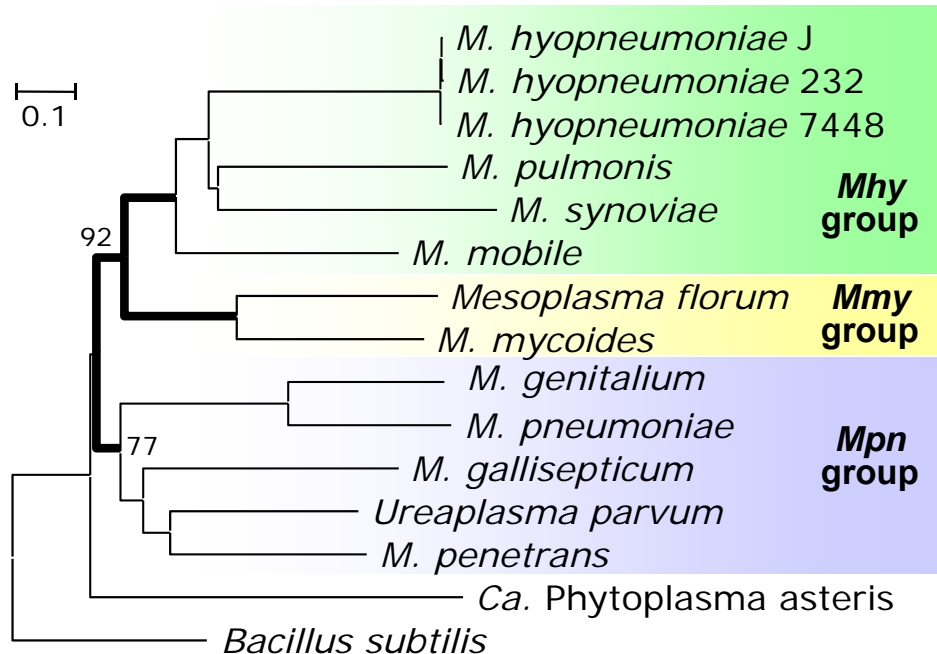 M. hyopneumoniae J
M. hyopneumoniae 232
0.1
M. hyopneumoniae 7448
M. pulmonis
Mhy
group
M. synoviae
92
M. mobile
Mesoplasma florum
Mmy
group
M. mycoides
M. genitalium
M. pneumoniae
Mpn
group
77
M. gallisepticum
Ureaplasma parvum
M. penetrans
Ca. Phytoplasma asteris
Bacillus subtilis